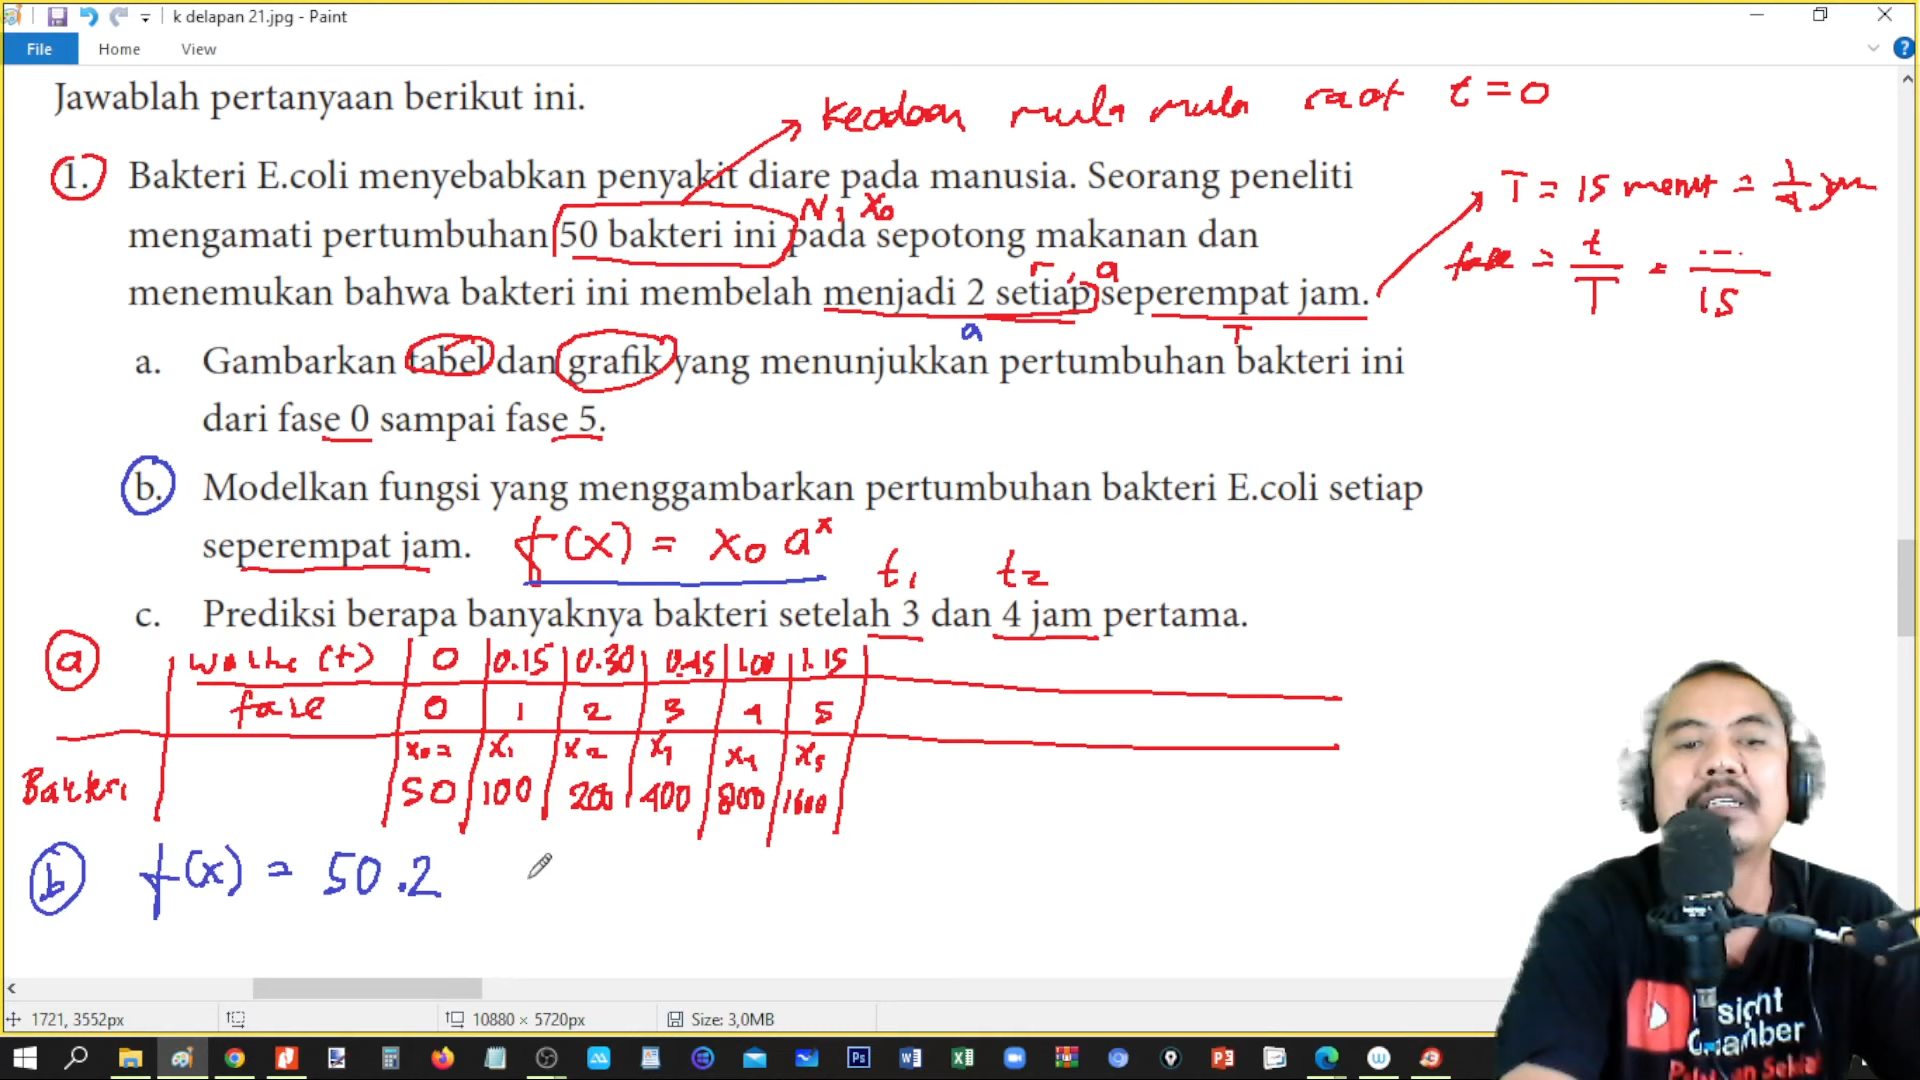 k delapan 21.jpg - Paint
File Home View
Jawablah pertanyaan berikut ini.
Keadaan mula mula saat t = 0
1. Bakteri E.coli menyebabkan penyakit diare pada manusia. Seorang peneliti
T = 15 menit = 1/4 jam
N, x0
mengamati pertumbuhan 50 bakteri ini pada sepotong makanan dan
fase = t/T = .../15
r, a
menemukan bahwa bakteri ini membelah menjadi 2 setiap seperempat jam.
a T
a. Gambarkan tabel dan grafik yang menunjukkan pertumbuhan bakteri ini
dari fase 0 sampai fase 5.
b. Modelkan fungsi yang menggambarkan pertumbuhan bakteri E.coli setiap
seperempat jam. f(x) = x0 a^x
t1 t2
c. Prediksi berapa banyaknya bakteri setelah 3 dan 4 jam pertama.
a waktu (t) 0 0.15 0.30 0.45 1.00 1.15
fase 0 1 2 3 4 5
x0 = x1 x2 x3 x4 x5
Bakteri 50 100 200 400 800 1600
b f(x) = 50.2
1721, 3552px 10880 × 5720px Size: 3,0MB